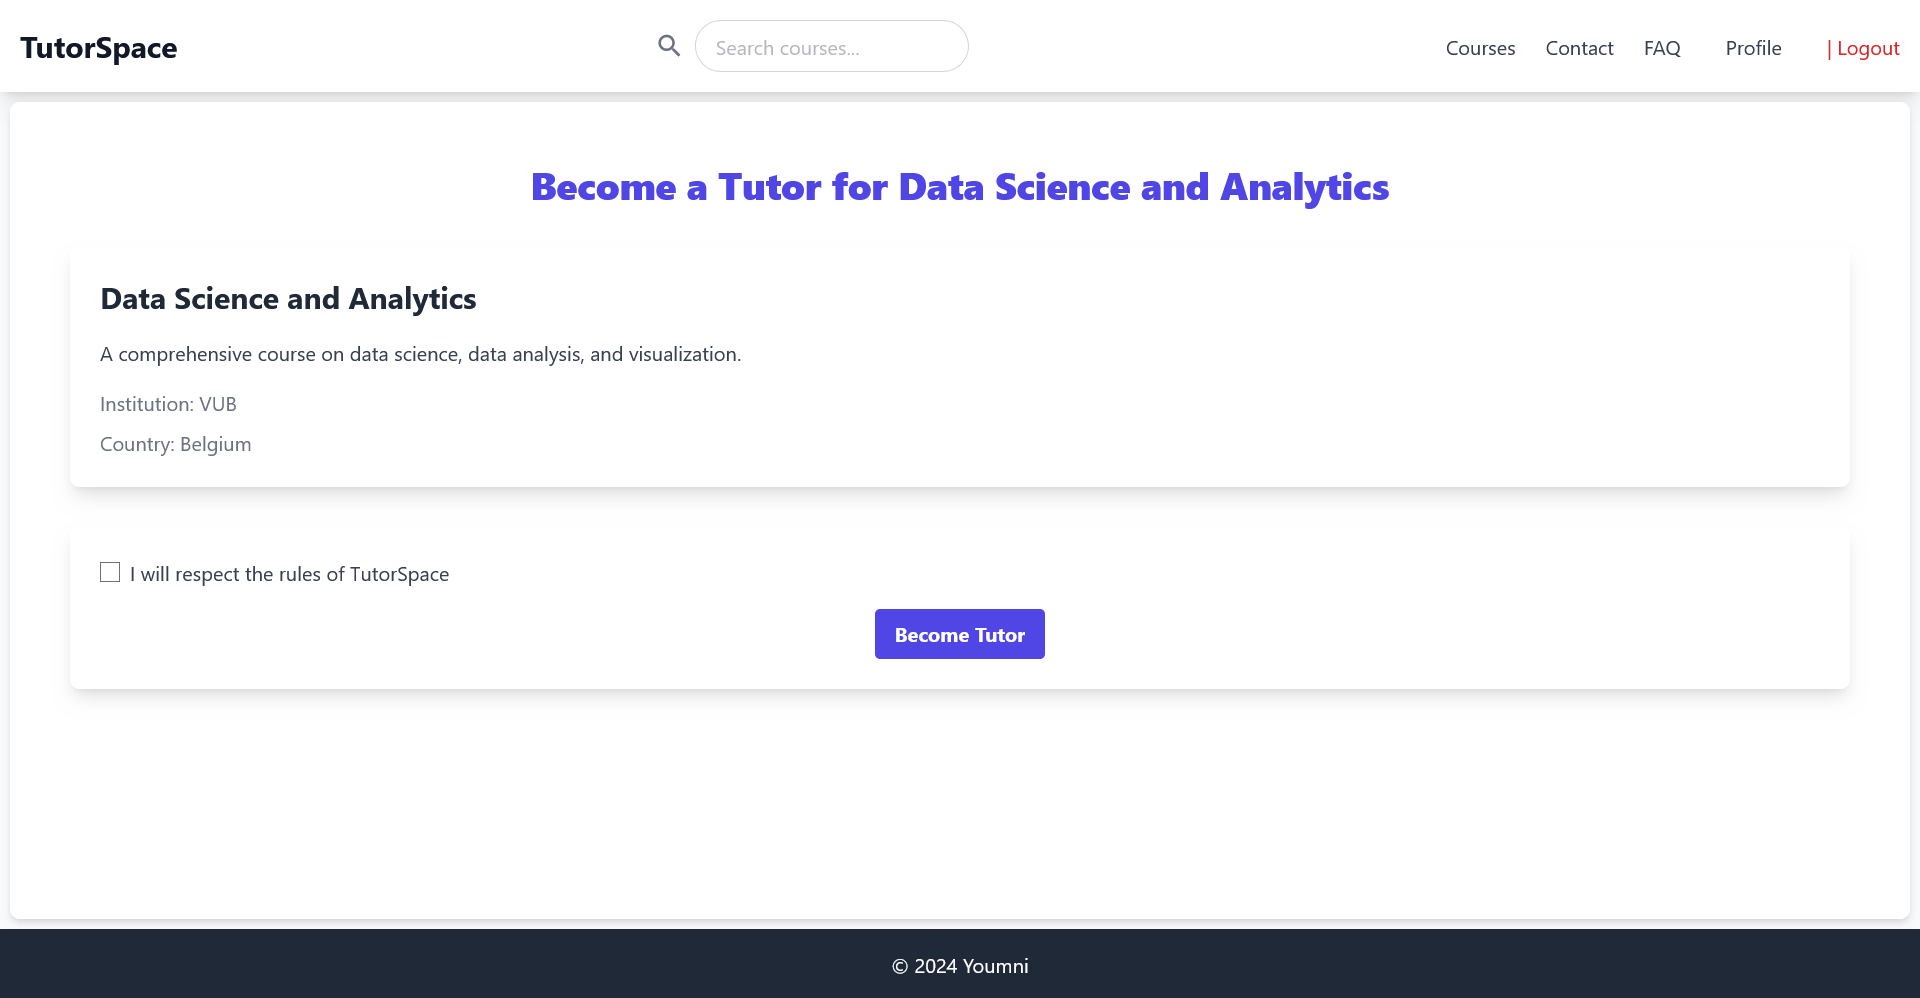 TutorSpace
Search courses...
Courses
Contact
FAQ
Profile
| Logout
Become a Tutor for Data Science and Analytics
Data Science and Analytics
A comprehensive course on data science, data analysis, and visualization.
Institution: VUB
Country: Belgium
I will respect the rules of TutorSpace
Become Tutor
© 2024 Youmni